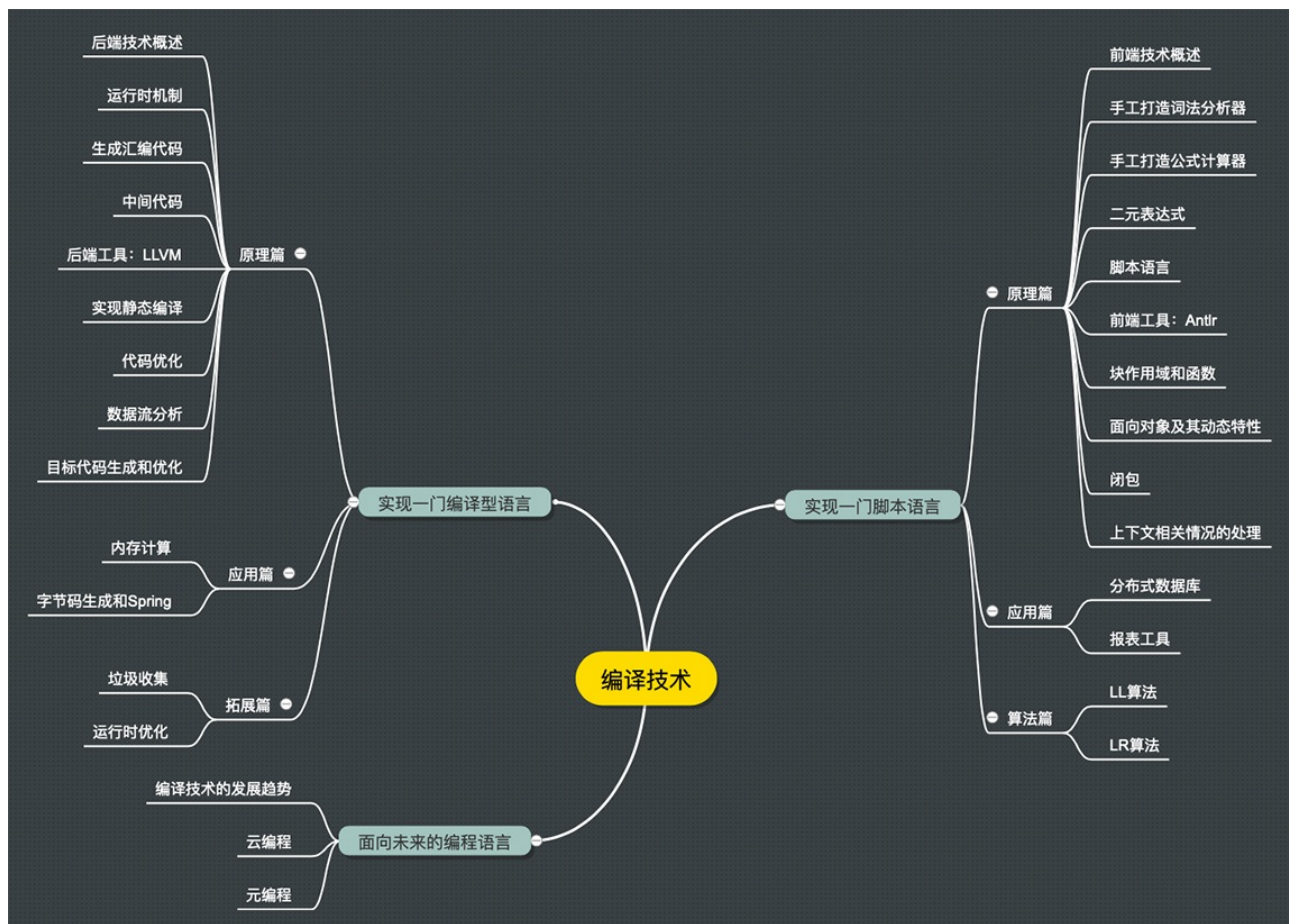 编译技术
实现一门脚本语言
原理篇
前端技术概述
手工打造词法分析器
手工打造公式计算器
二元表达式
脚本语言
前端工具：Antlr
块作用域和函数
面向对象及其动态特性
闭包
上下文相关情况的处理
应用篇
分布式数据库
报表工具
算法篇
LL算法
LR算法
实现一门编译型语言
原理篇
后端技术概述
运行时机制
生成汇编代码
中间代码
后端工具：LLVM
实现静态编译
代码优化
数据流分析
目标代码生成和优化
应用篇
内存计算
字节码生成和Spring
拓展篇
垃圾收集
运行时优化
面向未来的编程语言
编译技术的发展趋势
云编程
元编程